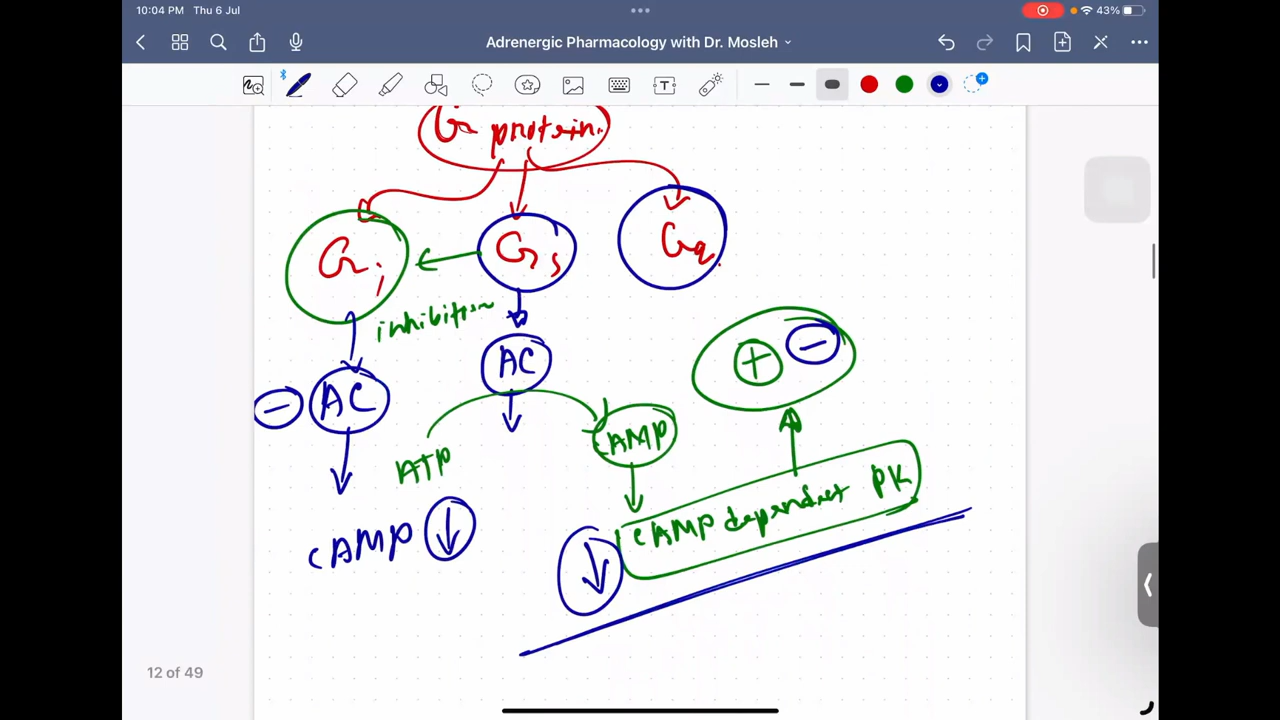 10:04 PM Thu 6 Jul
43%
Adrenergic Pharmacology with Dr. Mosleh
G protein.
Gi
Gs
Gq.
inhibition
AC
+ −
− AC
ATP
cAMP
cAMP dependent PK
cAMP ↓
↓
12 of 49